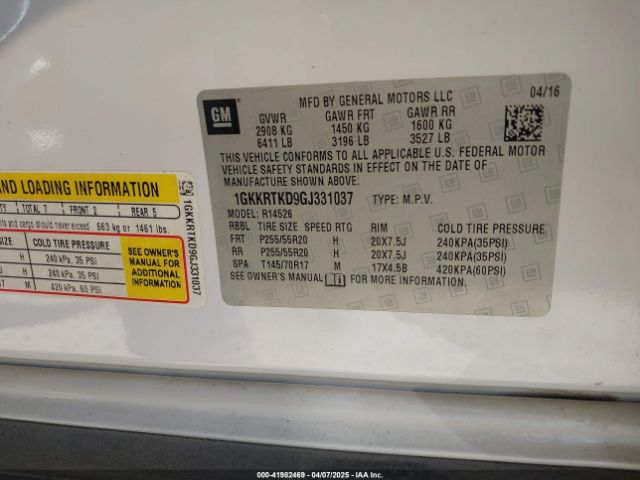 GM
MFD BY GENERAL MOTORS LLC
04/16
GVWR GAWR FRT GAWR RR
2908 KG 1450 KG 1600 KG
6411 LB 3196 LB 3527 LB
THIS VEHICLE CONFORMS TO ALL APPLICABLE U.S. FEDERAL MOTOR
VEHICLE SAFETY STANDARDS IN EFFECT ON THE DATE OF
MANUFACTURE SHOWN ABOVE.
1GKKRTKD9GJ331037 TYPE: M.P.V.
MODEL: R14526
RBBL TIRE SIZE SPEED RTG RIM COLD TIRE PRESSURE
FRT P255/55R20 H 20X7.5J 240KPA(35PSI)
RR P255/55R20 H 20X7.5J 240KPA(35PSI)
SPA T145/70R17 M 17X4.5B 420KPA(60PSI)
SEE OWNER'S MANUAL FOR MORE INFORMATION
AND LOADING INFORMATION
TOTAL 7 FRONT 2 REAR 5
and cargo should never exceed 663 kg or 1461 lbs.
SIZE COLD TIRE PRESSURE
H 240 kPa, 35 PSI
H 240 kPa, 35 PSI
M 420 kPa, 60 PSI
SEE OWNER'S
MANUAL FOR
ADDITIONAL
INFORMATION
1GKKRTKD9GJ331037
000-41982469 - 04/07/2025 - IAA, Inc.